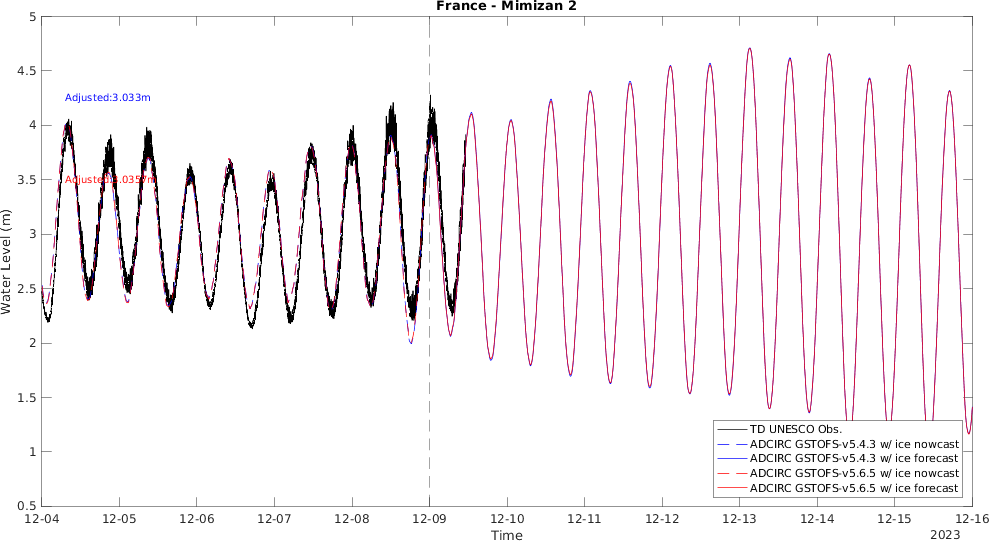 France - Mimizan 2
5
4.5
4
3.5
3
2.5
2
1.5
1
0.5
Water Level (m)
Adjusted:3.033m
Adjusted:3.0357m
TD UNESCO Obs.
ADCIRC GSTOFS-v5.4.3 w/ ice nowcast
ADCIRC GSTOFS-v5.4.3 w/ ice forecast
ADCIRC GSTOFS-v5.6.5 w/ ice nowcast
ADCIRC GSTOFS-v5.6.5 w/ ice forecast
12-04 12-05 12-06 12-07 12-08 12-09 12-10 12-11 12-12 12-13 12-14 12-15 12-16
Time
2023